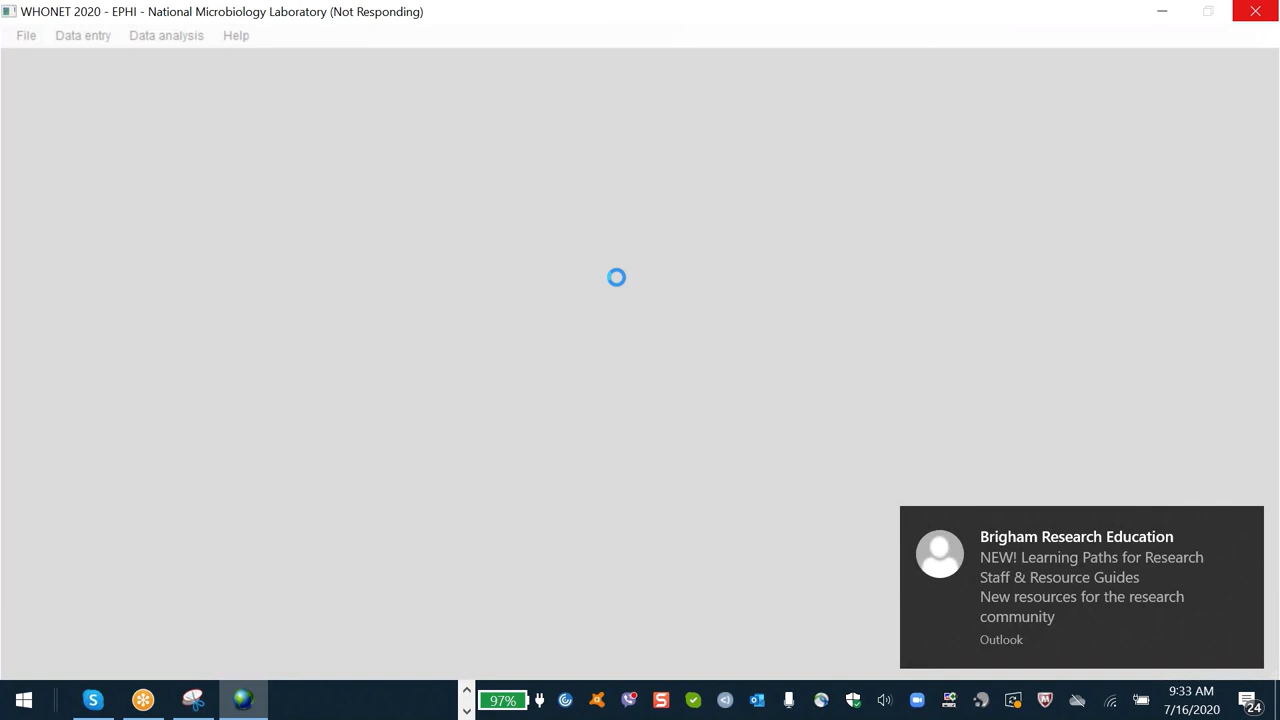 WHONET 2020 - EPHI - National Microbiology Laboratory (Not Responding)
File Data entry Data analysis Help
Brigham Research Education
NEW! Learning Paths for Research
Staff & Resource Guides
New resources for the research
community
Outlook
97%
9:33 AM
7/16/2020
24